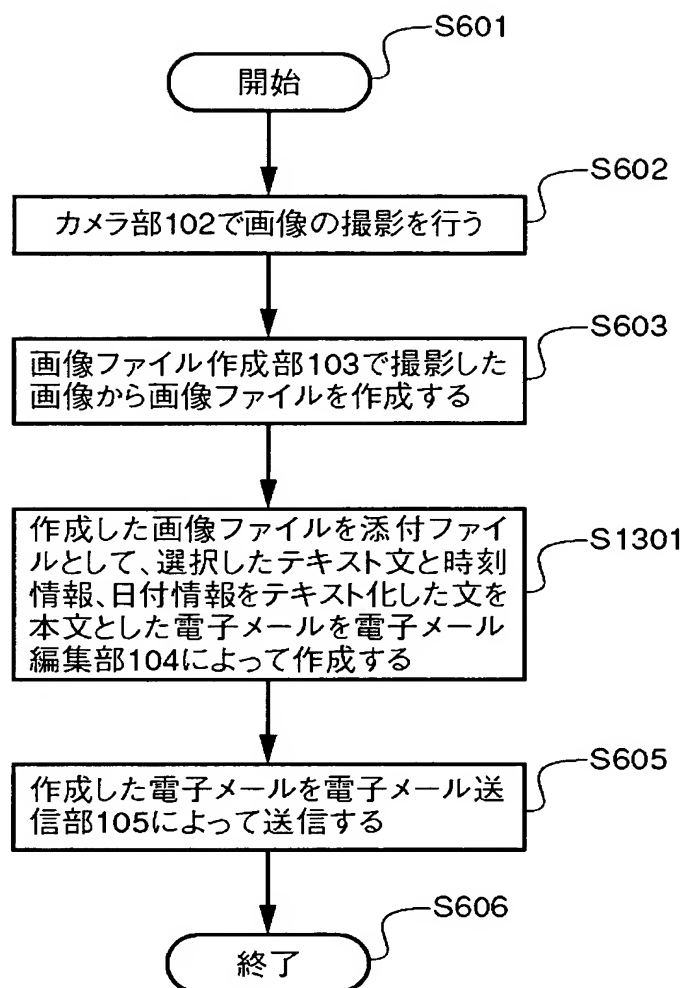 S601
開始
S602
カメラ部102で画像の撮影を行う
S603
画像ファイル作成部103で撮影した
画像から画像ファイルを作成する
S1301
作成した画像ファイルを添付ファイ
ルとして、選択したテキスト文と時刻
情報、日付情報をテキスト化した文を
本文とした電子メールを電子メール
編集部104によって作成する
S605
作成した電子メールを電子メール送
信部105によって送信する
S606
終了